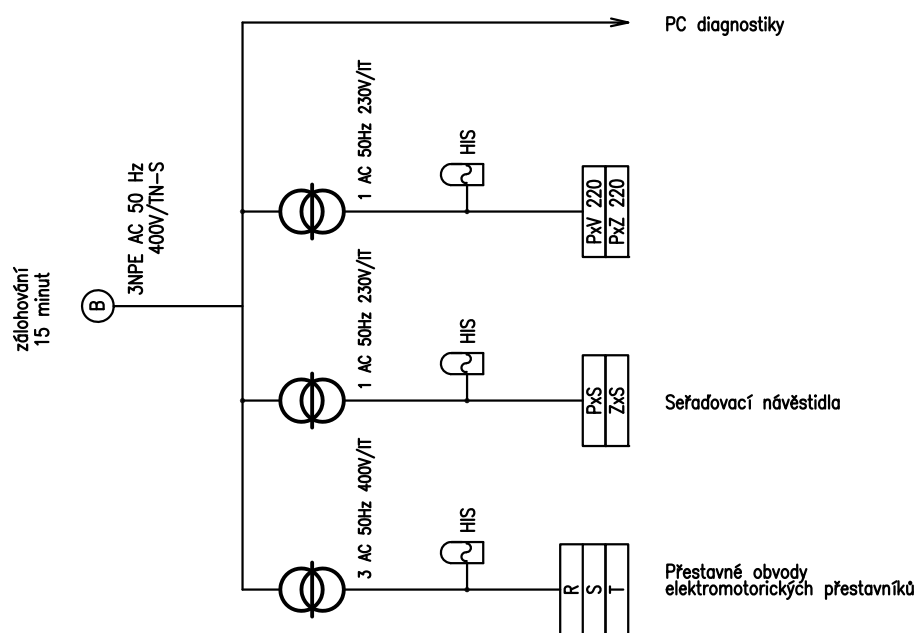 PC diagnostiky
zálohování
15 minut
B
3NPE AC 50 Hz
400V/TN-S
1 AC 50Hz 230V/IT
HIS
PxV 220
PxZ 220
1 AC 50Hz 230V/IT
HIS
PxS
ZxS
Seřaďovací návěstidla
3 AC 50Hz 400V/IT
HIS
R
S
T
Přestavné obvody
elektromotorických přestavníků